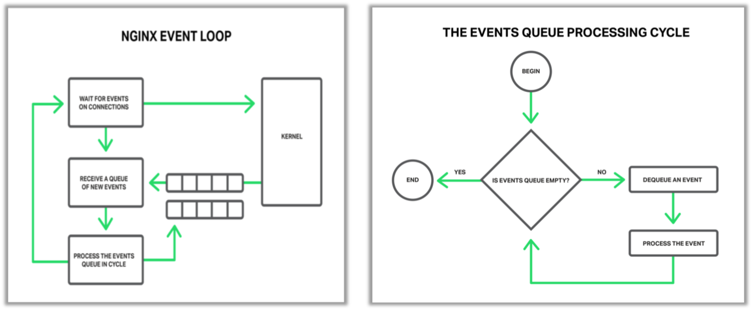 NGINX EVENT LOOP
WAIT FOR EVENTS
ON CONNECTIONS
KERNEL
RECEIVE A QUEUE
OF NEW EVENTS
PROCESS THE EVENTS
QUEUE IN CYCLE
THE EVENTS QUEUE PROCESSING CYCLE
BEGIN
IS EVENTS QUEUE EMPTY?
YES
END
NO
DEQUEUE AN EVENT
PROCESS THE EVENT